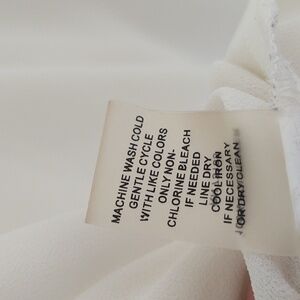 MACHINE WASH COLD
GENTLE CYCLE
WITH LIKE COLORS
ONLY NON-
CHLORINE BLEACH
IF NEEDED
LINE DRY
COOL IRON
IF NECESSARY
OR DRY CLEAN